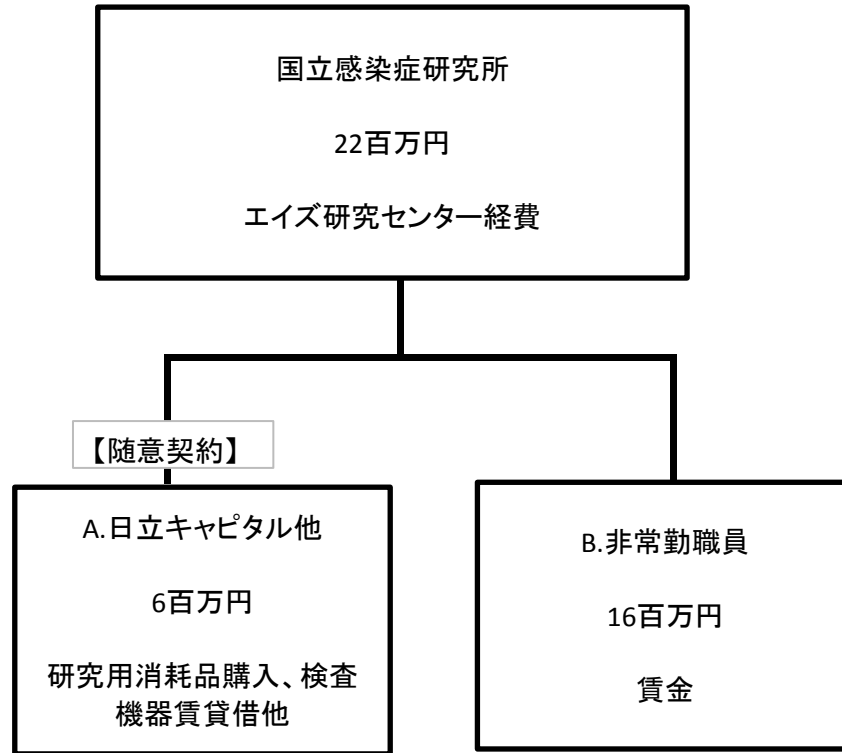 国立感染症研究所
22百万円
エイズ研究センター経費
【随意契約】
A.日立キャピタル他
6百万円
研究用消耗品購入、検査
機器賃貸借他
B.非常勤職員
16百万円
賃金